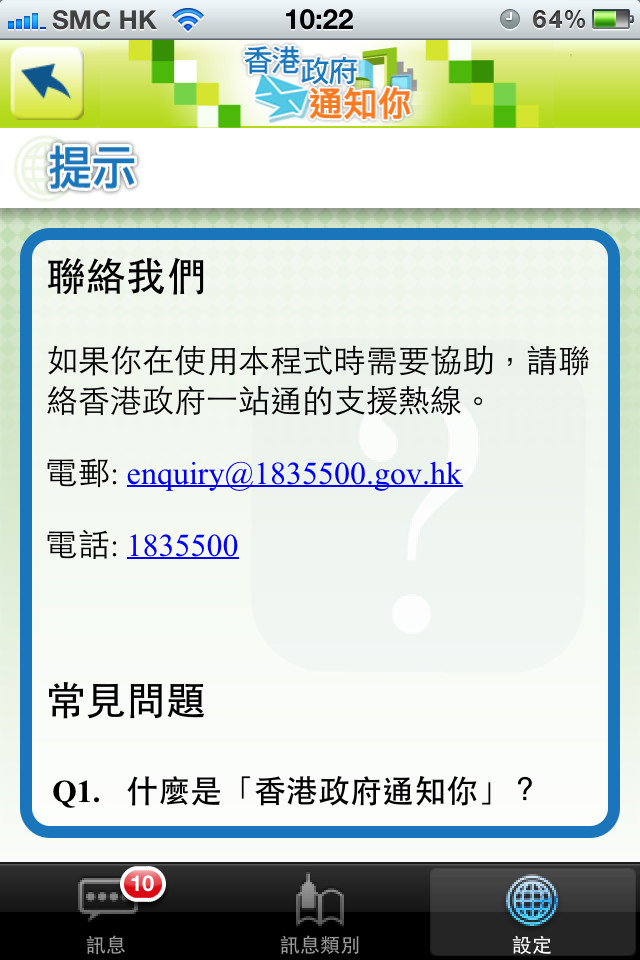 SMC HK 10:22 64%
香港政府
通知你
提示
聯絡我們
如果你在使用本程式時需要協助，請聯
絡香港政府一站通的支援熱線。
電郵: enquiry@1835500.gov.hk
電話: 1835500
?
常見問題
Q1. 什麼是「香港政府通知你」？
10
訊息 訊息類別 設定